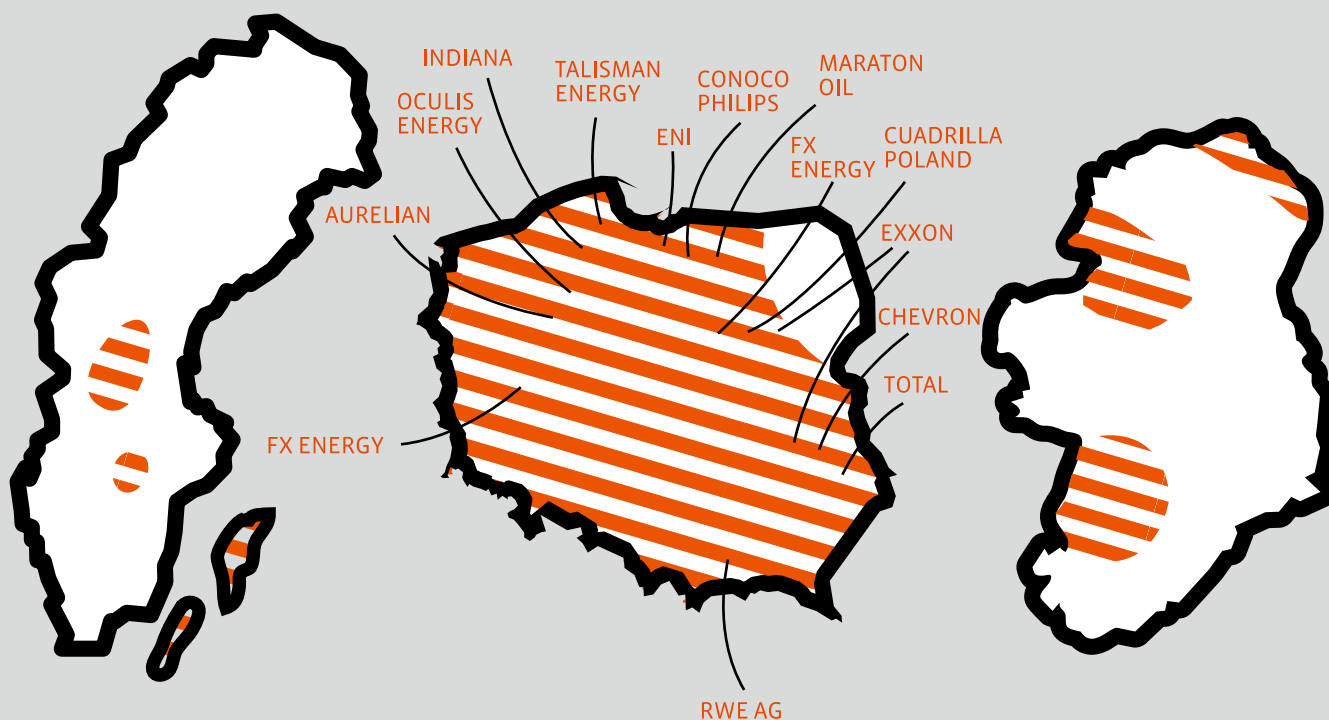 INDIANA
TALISMAN
ENERGY
CONOCO
PHILIPS
MARATON
OIL
OCULIS
ENERGY
ENI
FX
ENERGY
CUADRILLA
POLAND
AURELIAN
EXXON
CHEVRON
TOTAL
FX ENERGY
RWE AG